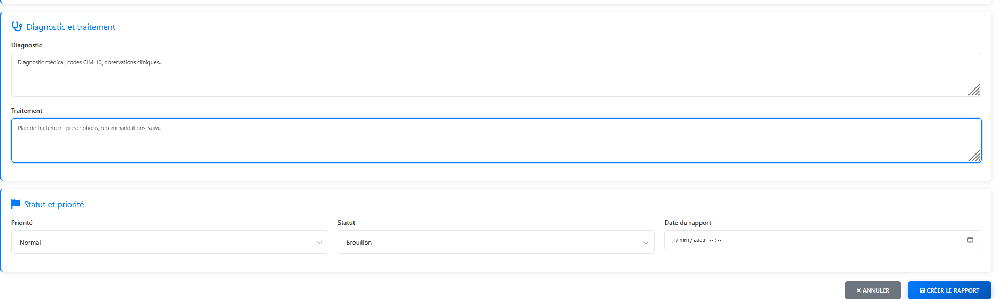 Diagnostic et traitement
Diagnostic
Diagnostic médical, codes CIM-10, observations cliniques...
Traitement
Plan de traitement, prescriptions, recommandations, suivi...
Statut et priorité
Priorité
Statut
Date du rapport
Normal
Brouillon
jj/mm/aaaa --:--
ANNULER
CRÉER LE RAPPORT